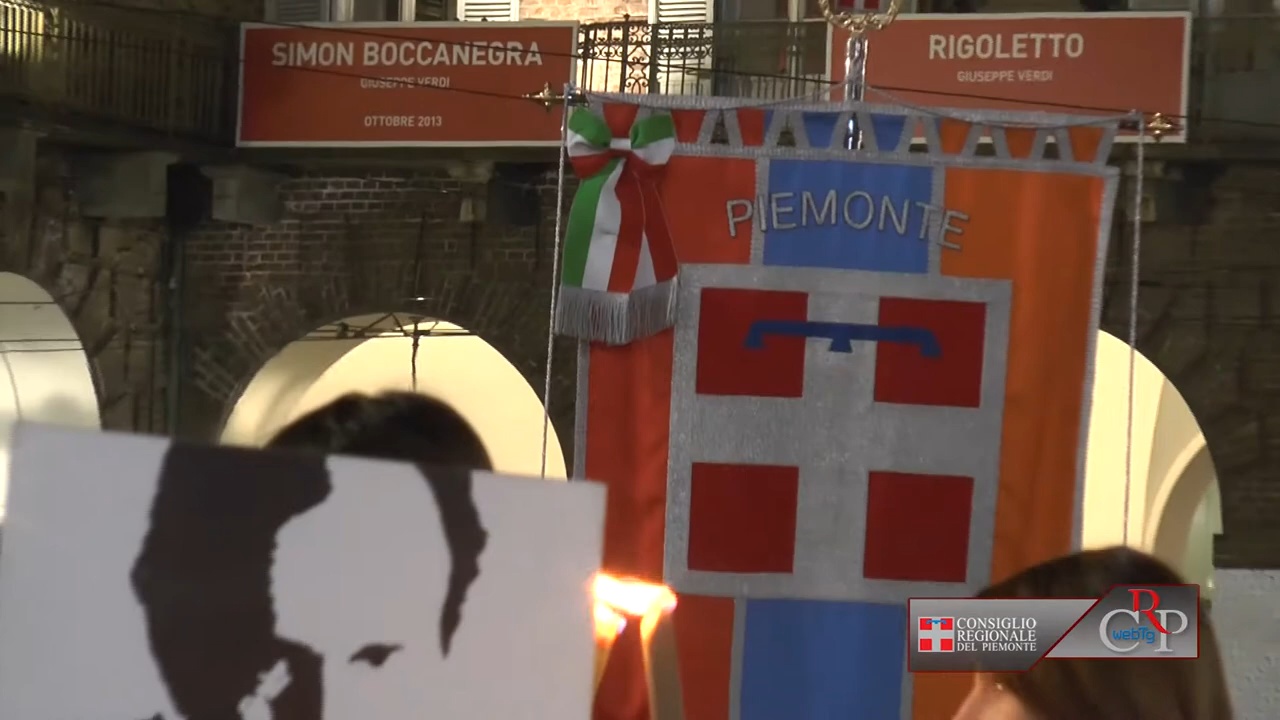 SIMON BOCCANEGRA
GIUSEPPE VERDI
OTTOBRE 2013
RIGOLETTO
GIUSEPPE VERDI
PIEMONTE
CONSIGLIO
REGIONALE
DEL PIEMONTE
CRP
webTg